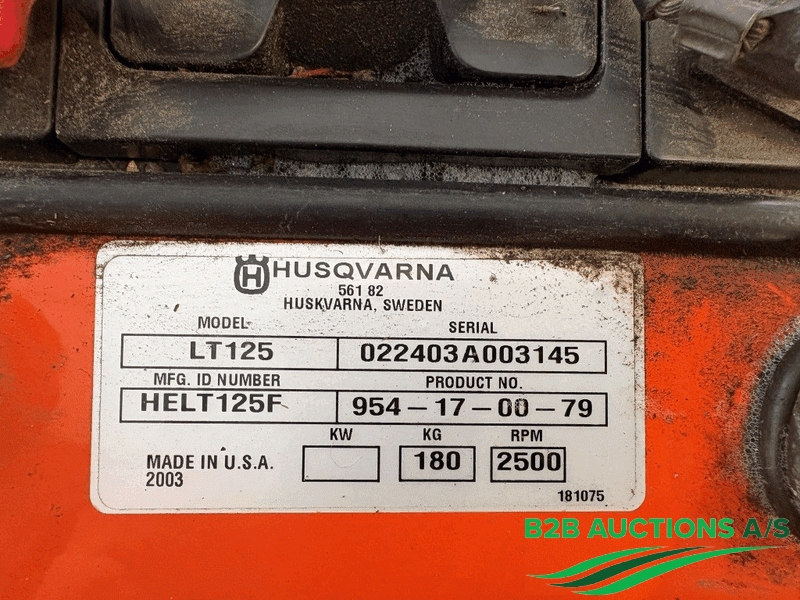 HUSQVARNA
561 82
HUSKVARNA, SWEDEN
MODEL SERIAL
LT125 022403A003145
MFG. ID NUMBER PRODUCT NO.
HELT125F 954-17-00-79
KW KG RPM
MADE IN U.S.A. 180 2500
2003
181075
B2B AUCTIONS A/S